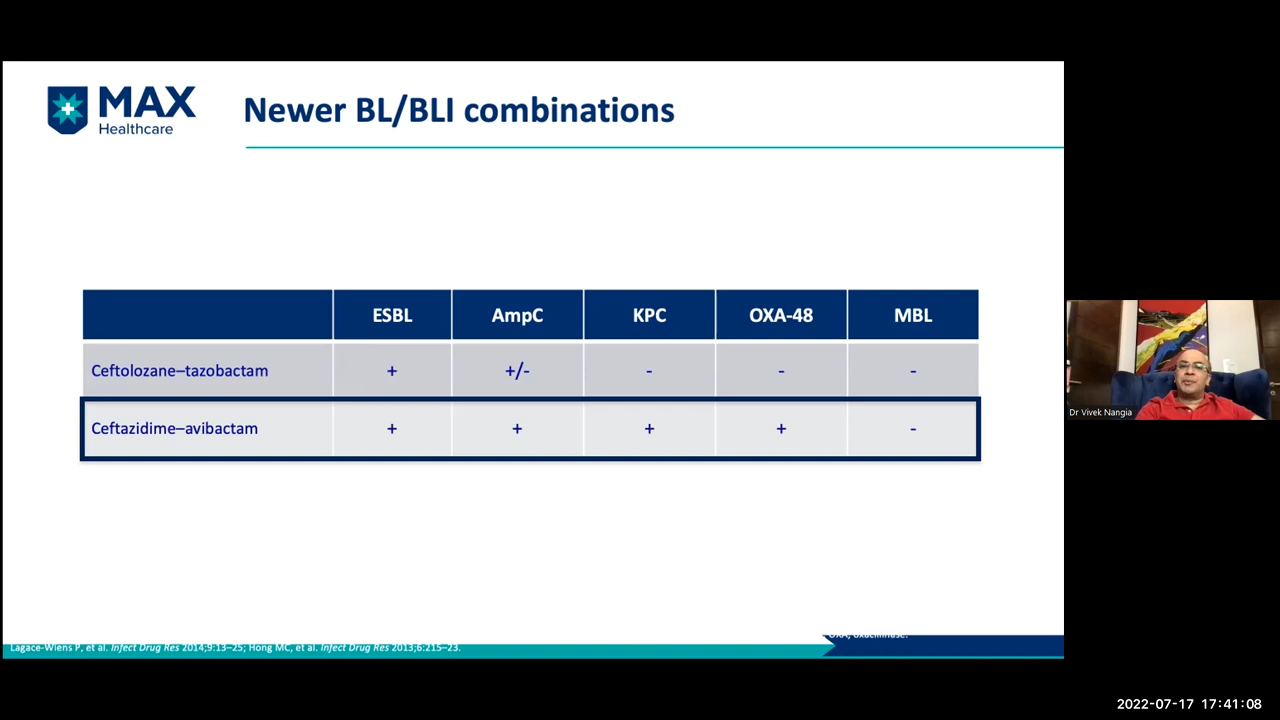 MAX
Healthcare
Newer BL/BLI combinations
ESBL AmpC KPC OXA-48 MBL
Ceftolozane–tazobactam + +/- - - -
Ceftazidime–avibactam + + + + -
Dr Vivek Nangia
OXA, oxacillinase.
Lagace-Wiens P, et al. Infect Drug Res 2014;9:13–25; Hong MC, et al. Infect Drug Res 2013;6:215–23.
2022-07-17 17:41:08